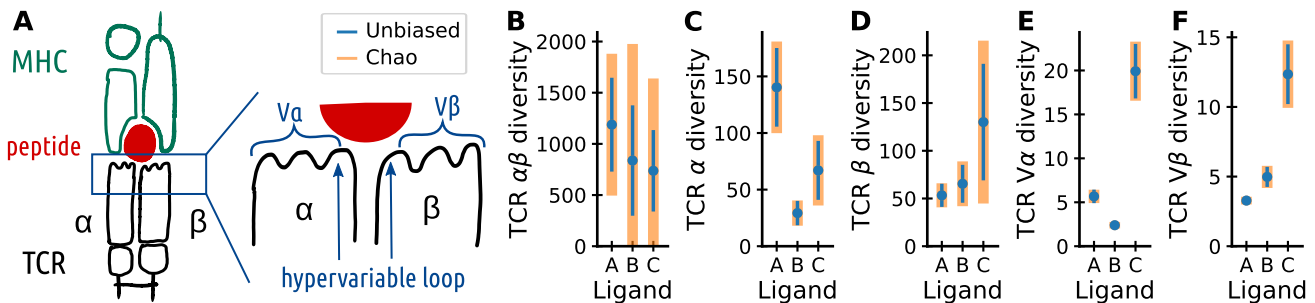 A
MHC
peptide
α
β
TCR
Unbiased
Chao
Vα
Vβ
α
β
hypervariable loop
B
TCR αβ diversity
2000
1500
1000
500
0
A B C
Ligand
C
TCR α diversity
150
100
50
0
A B C
Ligand
D
TCR β diversity
200
150
100
50
0
A B C
Ligand
E
TCR Vα diversity
20
15
10
5
0
A B C
Ligand
F
TCR Vβ diversity
15
10
5
0
A B C
Ligand